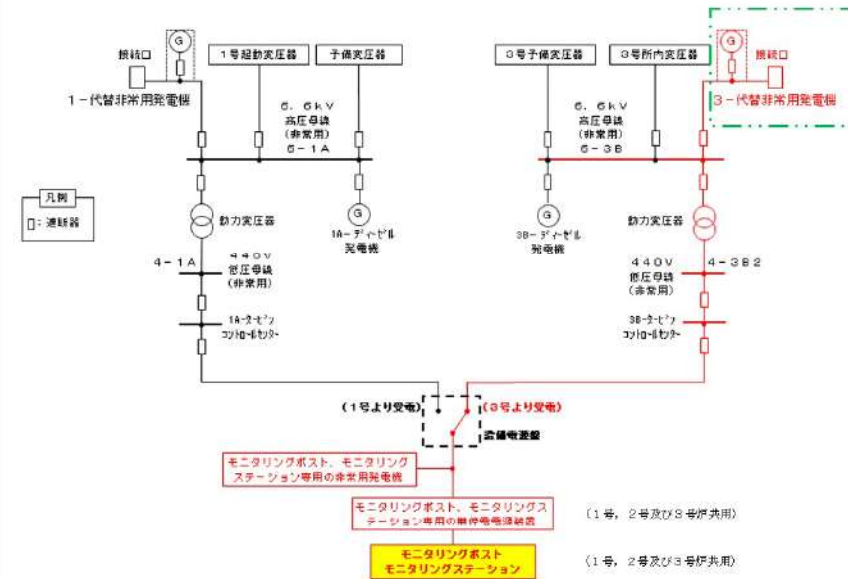 G
接続口
1-代替非常用発電機
1号起動変圧器
予備変圧器
6.6kV
高圧母線
(非常用)
6-1A
3号予備変圧器
3号所内変圧器
6.6kV
高圧母線
(非常用)
6-3B
G
接続口
3-代替非常用発電機
凡例
:遮断器
動力変圧器
G
1A-ディーゼル
発電機
G
3B-ディーゼル
発電機
動力変圧器
4-1A
440V
低圧母線
(非常用)
440V
低圧母線
(非常用)
4-3B2
1A-タービン
コントロールセンター
3B-タービン
コントロールセンター
(1号より受電)
(3号より受電)
電源盤
モニタリングポスト、モニタリング
ステーション専用の非常用発電機
モニタリングポスト、モニタリングス
テーション専用の無停電電源装置
(1号,2号及び3号炉共用)
モニタリングポスト
モニタリングステーション
(1号,2号及び3号炉共用)